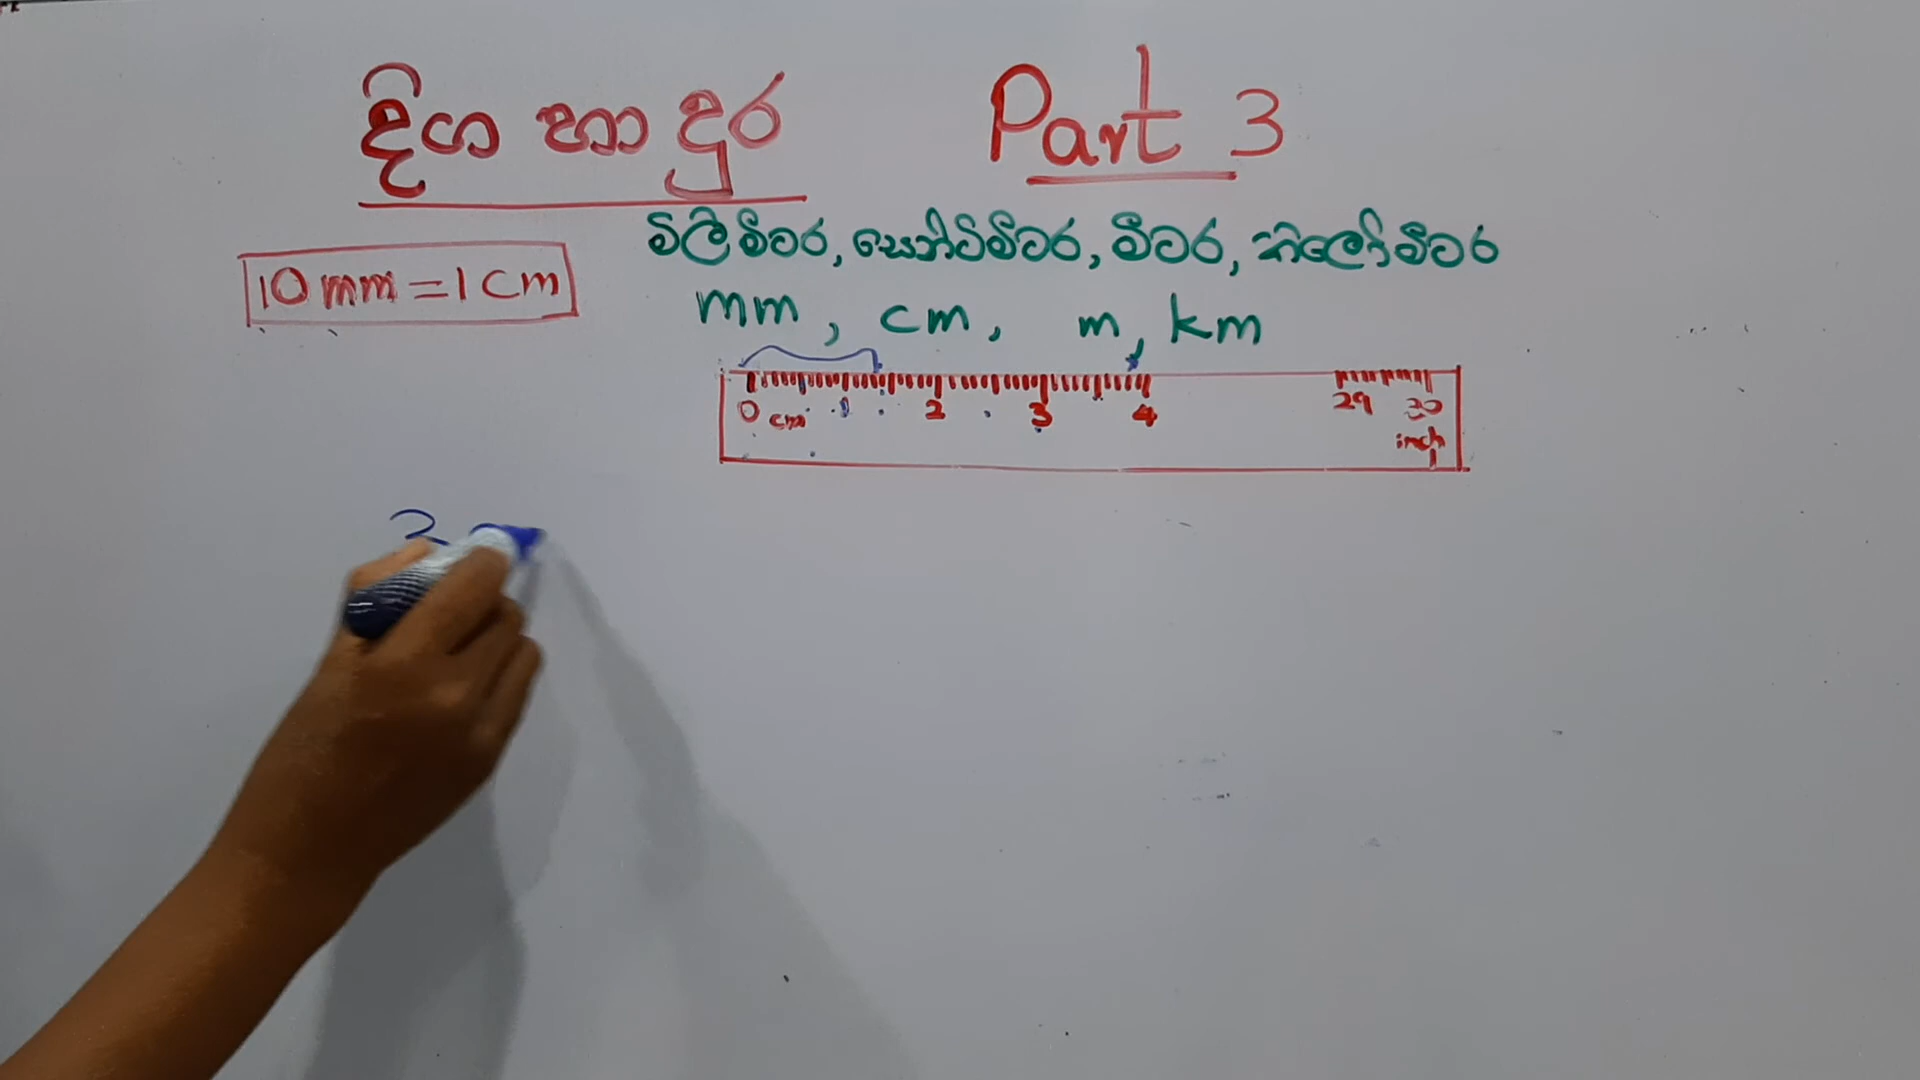 දිග හා දුර Part 3
මිලිමීටර, සෙන්ටිමීටර, මීටර, කිලෝමීටර
10 mm = 1 cm
mm, cm, m, km
0 cm 1 2 3 4 29 30
inch